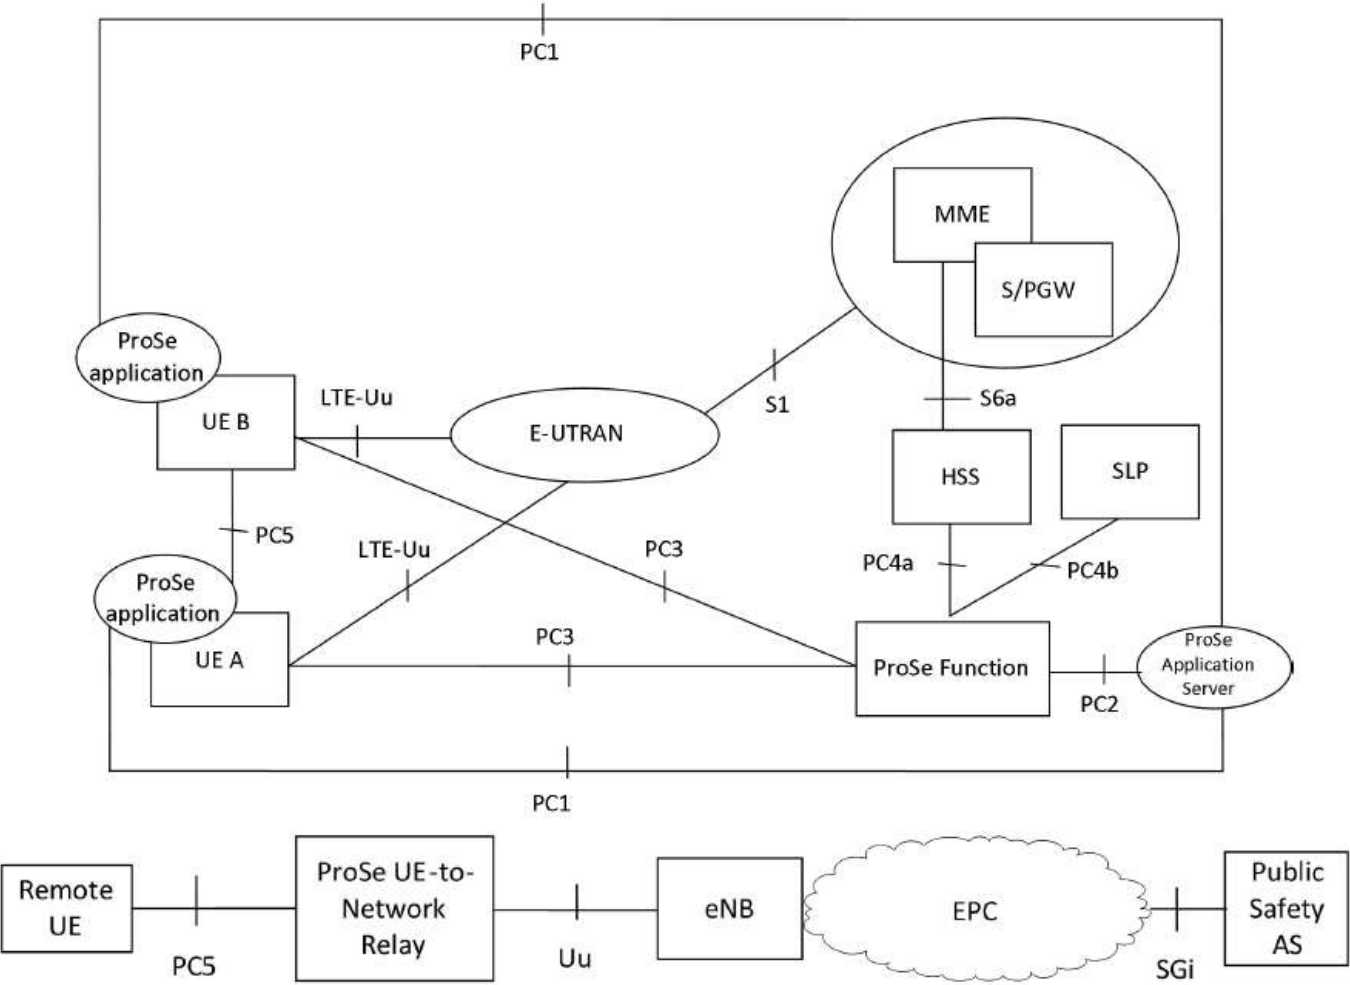 PC1
MME
S/PGW
ProSe
application
UE B
LTE-Uu
E-UTRAN
S1
S6a
HSS
SLP
PC5
LTE-Uu
PC3
PC4a
PC4b
ProSe
application
UE A
PC3
ProSe Function
PC2
ProSe
Application
Server
PC1
Remote
UE
PC5
ProSe UE-to-
Network
Relay
Uu
eNB
EPC
SGi
Public
Safety
AS